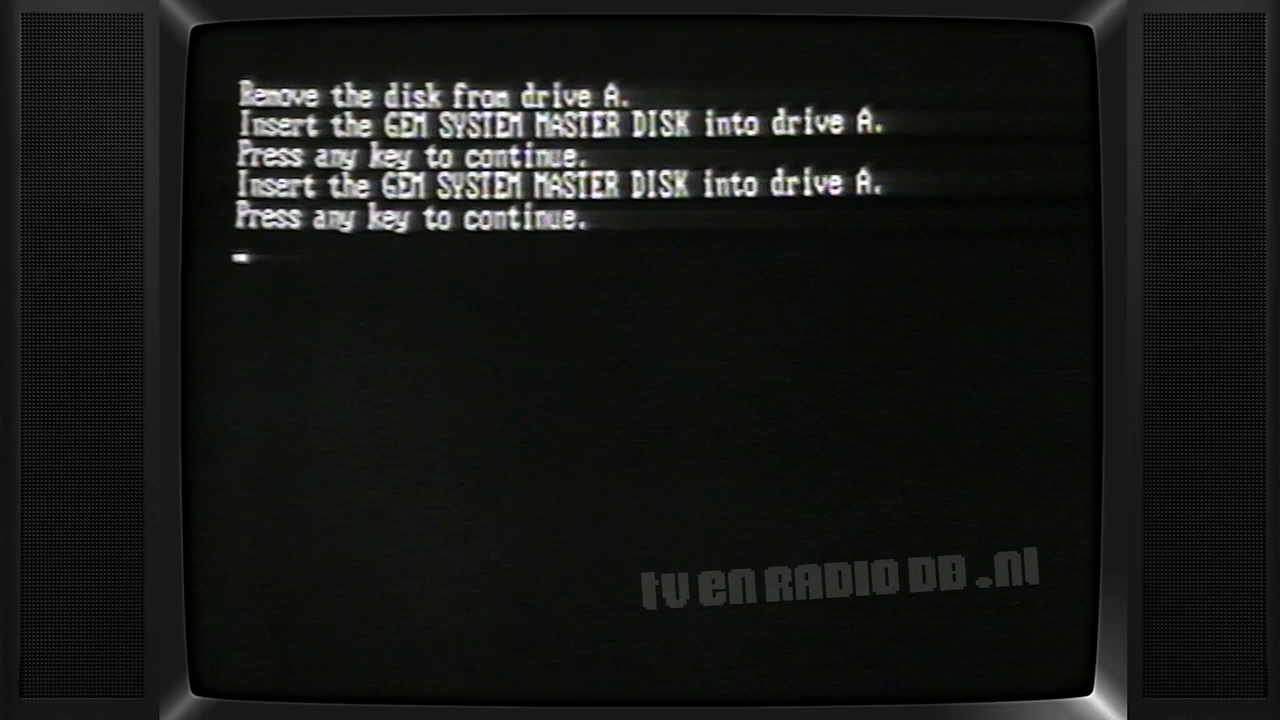 Remove the disk from drive A.
Insert the GEM SYSTEM MASTER DISK into drive A.
Press any key to continue.
Insert the GEM SYSTEM MASTER DISK into drive A.
Press any key to continue.
tv en RADIO DB .nl